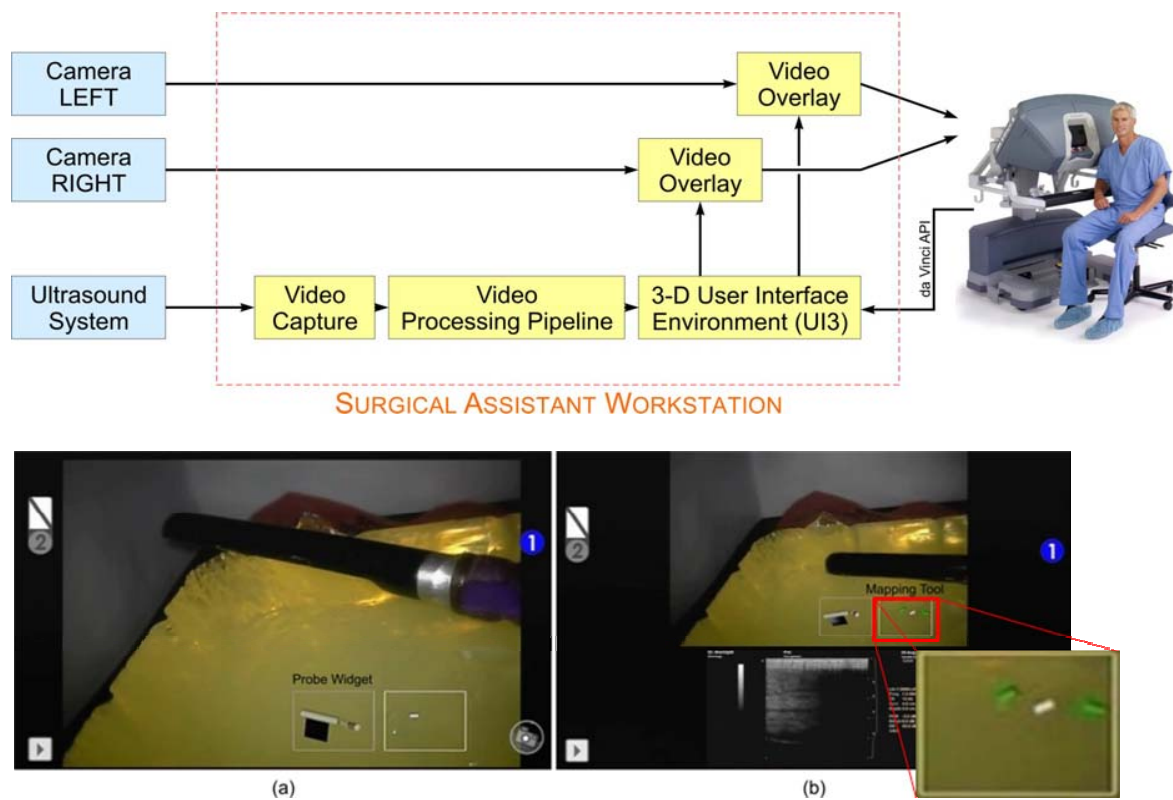 Camera
LEFT
Video
Overlay
Camera
RIGHT
Video
Overlay
da Vinci API
Ultrasound
System
Video
Capture
Video
Processing Pipeline
3-D User Interface
Environment (UI3)
SURGICAL ASSISTANT WORKSTATION
2
1
Probe Widget
2
1
Mapping Tool
(a)
(b)